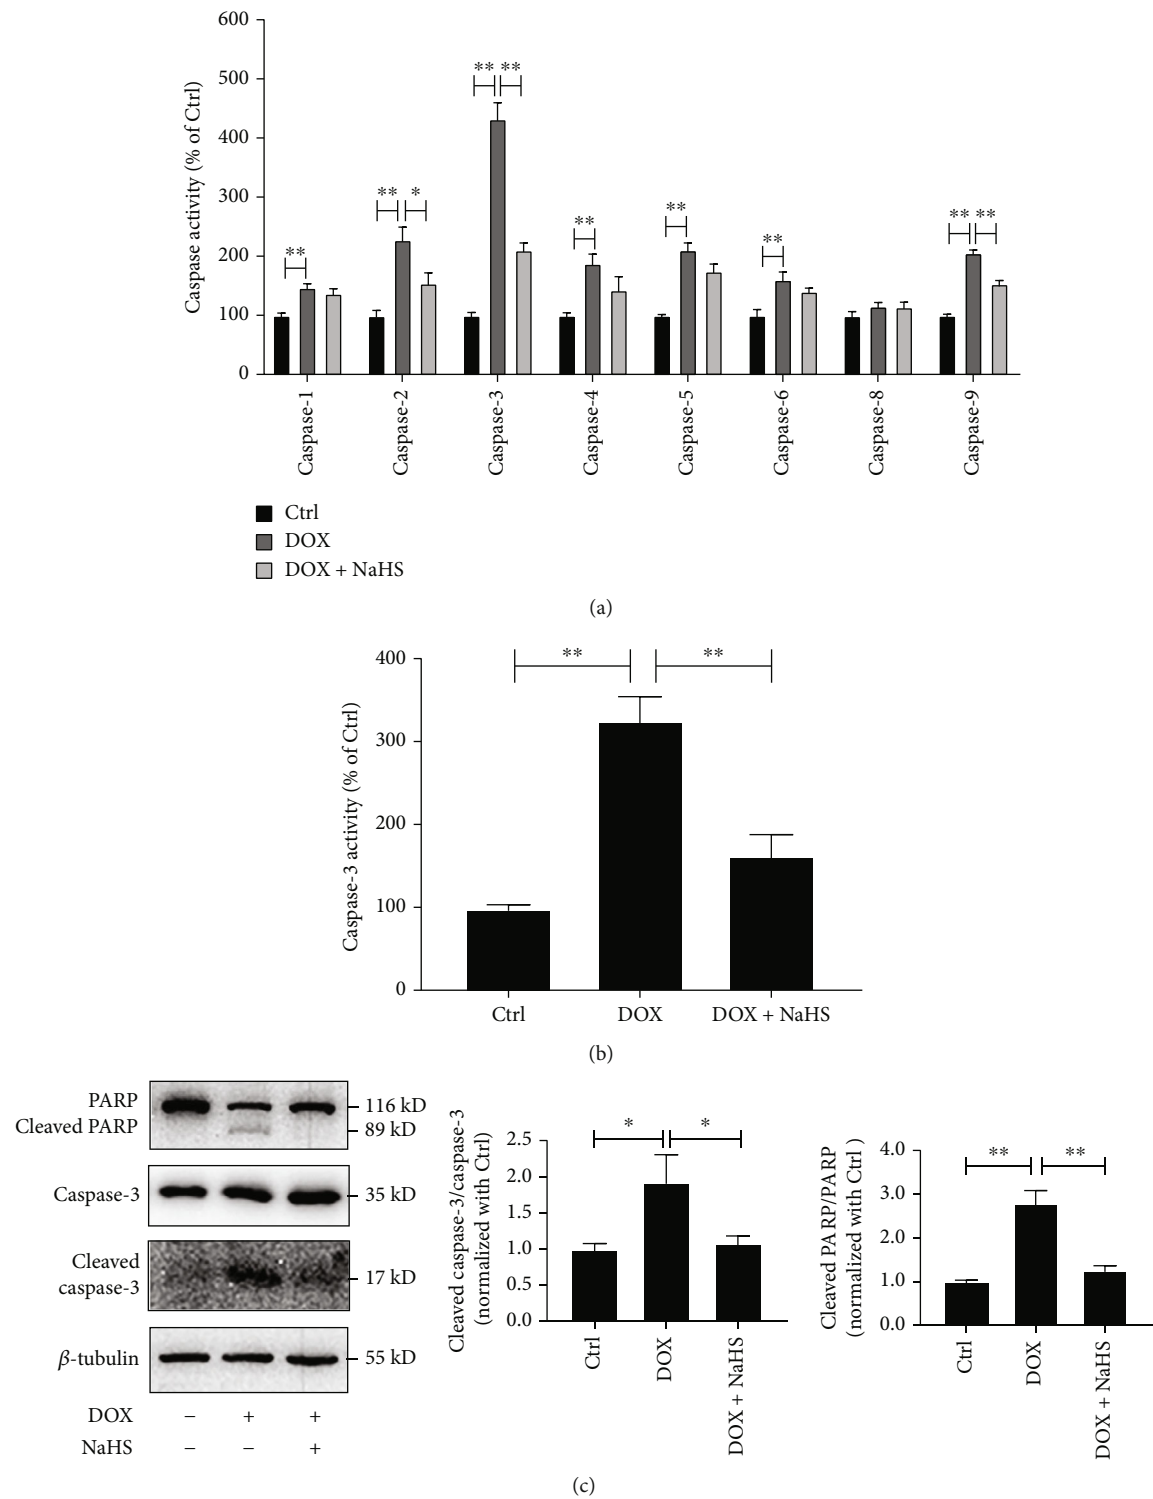 600
500
400
300
200
100
0
Caspase activity (% of Ctrl)
** ** * ** ** ** ** ** ** **
Caspase-1
Caspase-2
Caspase-3
Caspase-4
Caspase-5
Caspase-6
Caspase-8
Caspase-9
Ctrl
DOX
DOX + NaHS
(a)
400
300
200
100
0
Caspase-3 activity (% of Ctrl)
** **
Ctrl DOX DOX + NaHS
(b)
PARP
Cleaved PARP
116 kD
89 kD
Caspase-3
35 kD
Cleaved
caspase-3
17 kD
β-tubulin
55 kD
DOX − + +
NaHS − − +
Cleaved caspase-3/caspase-3
(normalized with Ctrl)
2.5
2.0
1.5
1.0
0.5
0.0
* *
Ctrl
DOX
DOX + NaHS
Cleaved PARP/PARP
(normalized with Ctrl )
4.0
3.0
2.0
1.0
0.0
** **
Ctrl
DOX
DOX + NaHS
(c)